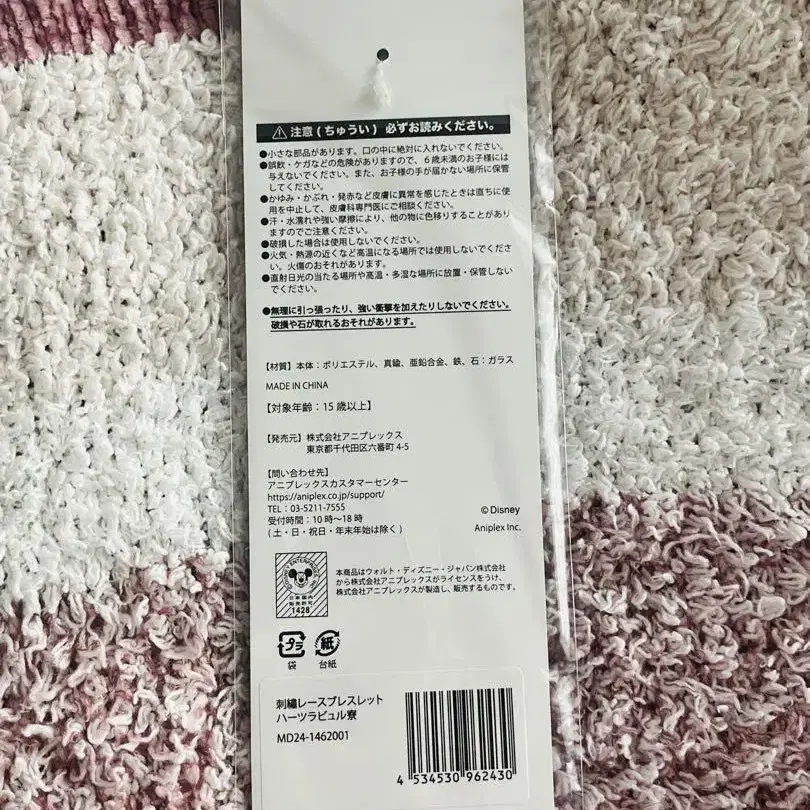 ⚠注意(ちゅうい) 必ずお読みください。
●小さな部品があります。口の中に絶対に入れないでください。
●誤飲・ケガなどの危険がありますので、6歳未満のお子様には
与えないでください。また、お子様の手が届かない場所に保管
してください。
●かゆみ・かぶれ・発赤など皮膚に異常を感じたときは直ちに使
用を中止して、皮膚科専門医にご相談ください。
●汗・水濡れや強い摩擦により、他の物に色移りすることがあり
ますのでご注意ください。
●破損した場合は使用しないでください。
●火気・熱源の近くなど高温になる場所では使用しないでくださ
い。火傷のおそれがあります。
●直射日光の当たる場所や高温・多湿な場所に放置・保管しない
でください。
●無理に引っ張ったり、強い衝撃を加えたりしないでください。
破損や石が取れるおそれがあります。
【材質】本体:ポリエステル、真鍮、亜鉛合金、鉄、石:ガラス
MADE IN CHINA
【対象年齢:15歳以上】
【発売元】株式会社アニプレックス
東京都千代田区六番町4-5
【問い合わせ先】
アニプレックスカスタマーセンター
https://aniplex.co.jp/support/
TEL:03-5211-7555
受付時間:10時~18時
(土・日・祝日・年末年始は除く)
©Disney
Aniplex Inc.
©DISNEY ENTERPRISES, INC.
日本国内
販売許可
1428
本商品はウォルト・ディズニー・ジャパン株式会社
から株式会社アニプレックスがライセンスをうけ、
株式会社アニプレックスが製造し、販売するものです。
プラ
袋
紙
台紙
刺繡レースブレスレット
ハーツラビュル寮
MD24-1462001
4 534530 962430